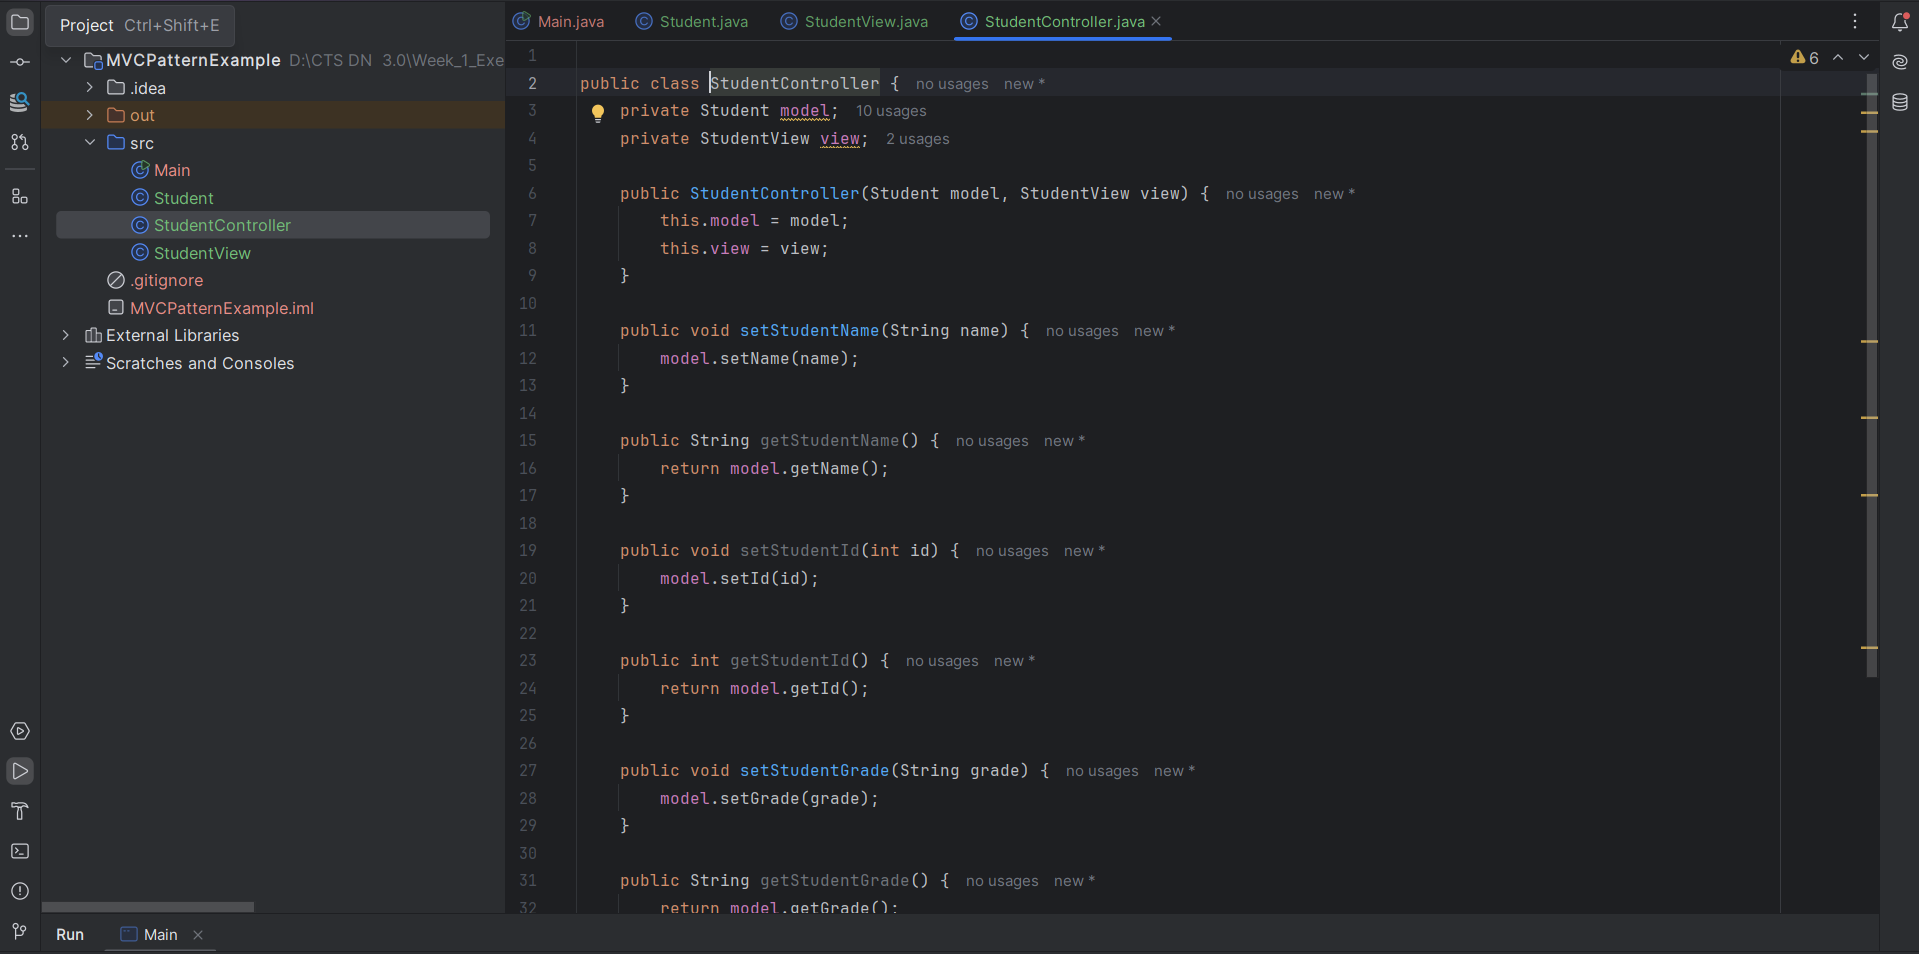 Project Ctrl+Shift+E
MVCPatternExample D:\CTS DN 3.0\Week_1_Exe
.idea
out
src
Main
Student
StudentController
StudentView
.gitignore
MVCPatternExample.iml
External Libraries
Scratches and Consoles
Main.java Student.java StudentView.java StudentController.java
6
1
2 public class StudentController { no usages new *
3 private Student model; 10 usages
4 private StudentView view; 2 usages
5
6 public StudentController(Student model, StudentView view) { no usages new *
7 this.model = model;
8 this.view = view;
9 }
10
11 public void setStudentName(String name) { no usages new *
12 model.setName(name);
13 }
14
15 public String getStudentName() { no usages new *
16 return model.getName();
17 }
18
19 public void setStudentId(int id) { no usages new *
20 model.setId(id);
21 }
22
23 public int getStudentId() { no usages new *
24 return model.getId();
25 }
26
27 public void setStudentGrade(String grade) { no usages new *
28 model.setGrade(grade);
29 }
30
31 public String getStudentGrade() { no usages new *
32 return model.getGrade();
Run Main